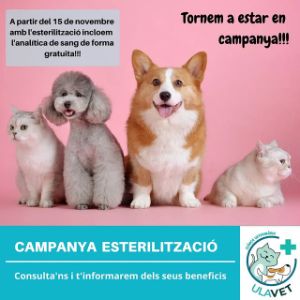 A partir del 15 de novembre
amb l'esterilització incloem
l'analítica de sang de forma
gratuïta!!!
Tornem a estar en
campanya!!!
CAMPANYA ESTERILITZACIÓ
Consulta'ns i t'informarem dels seus beneficis
ULAVET